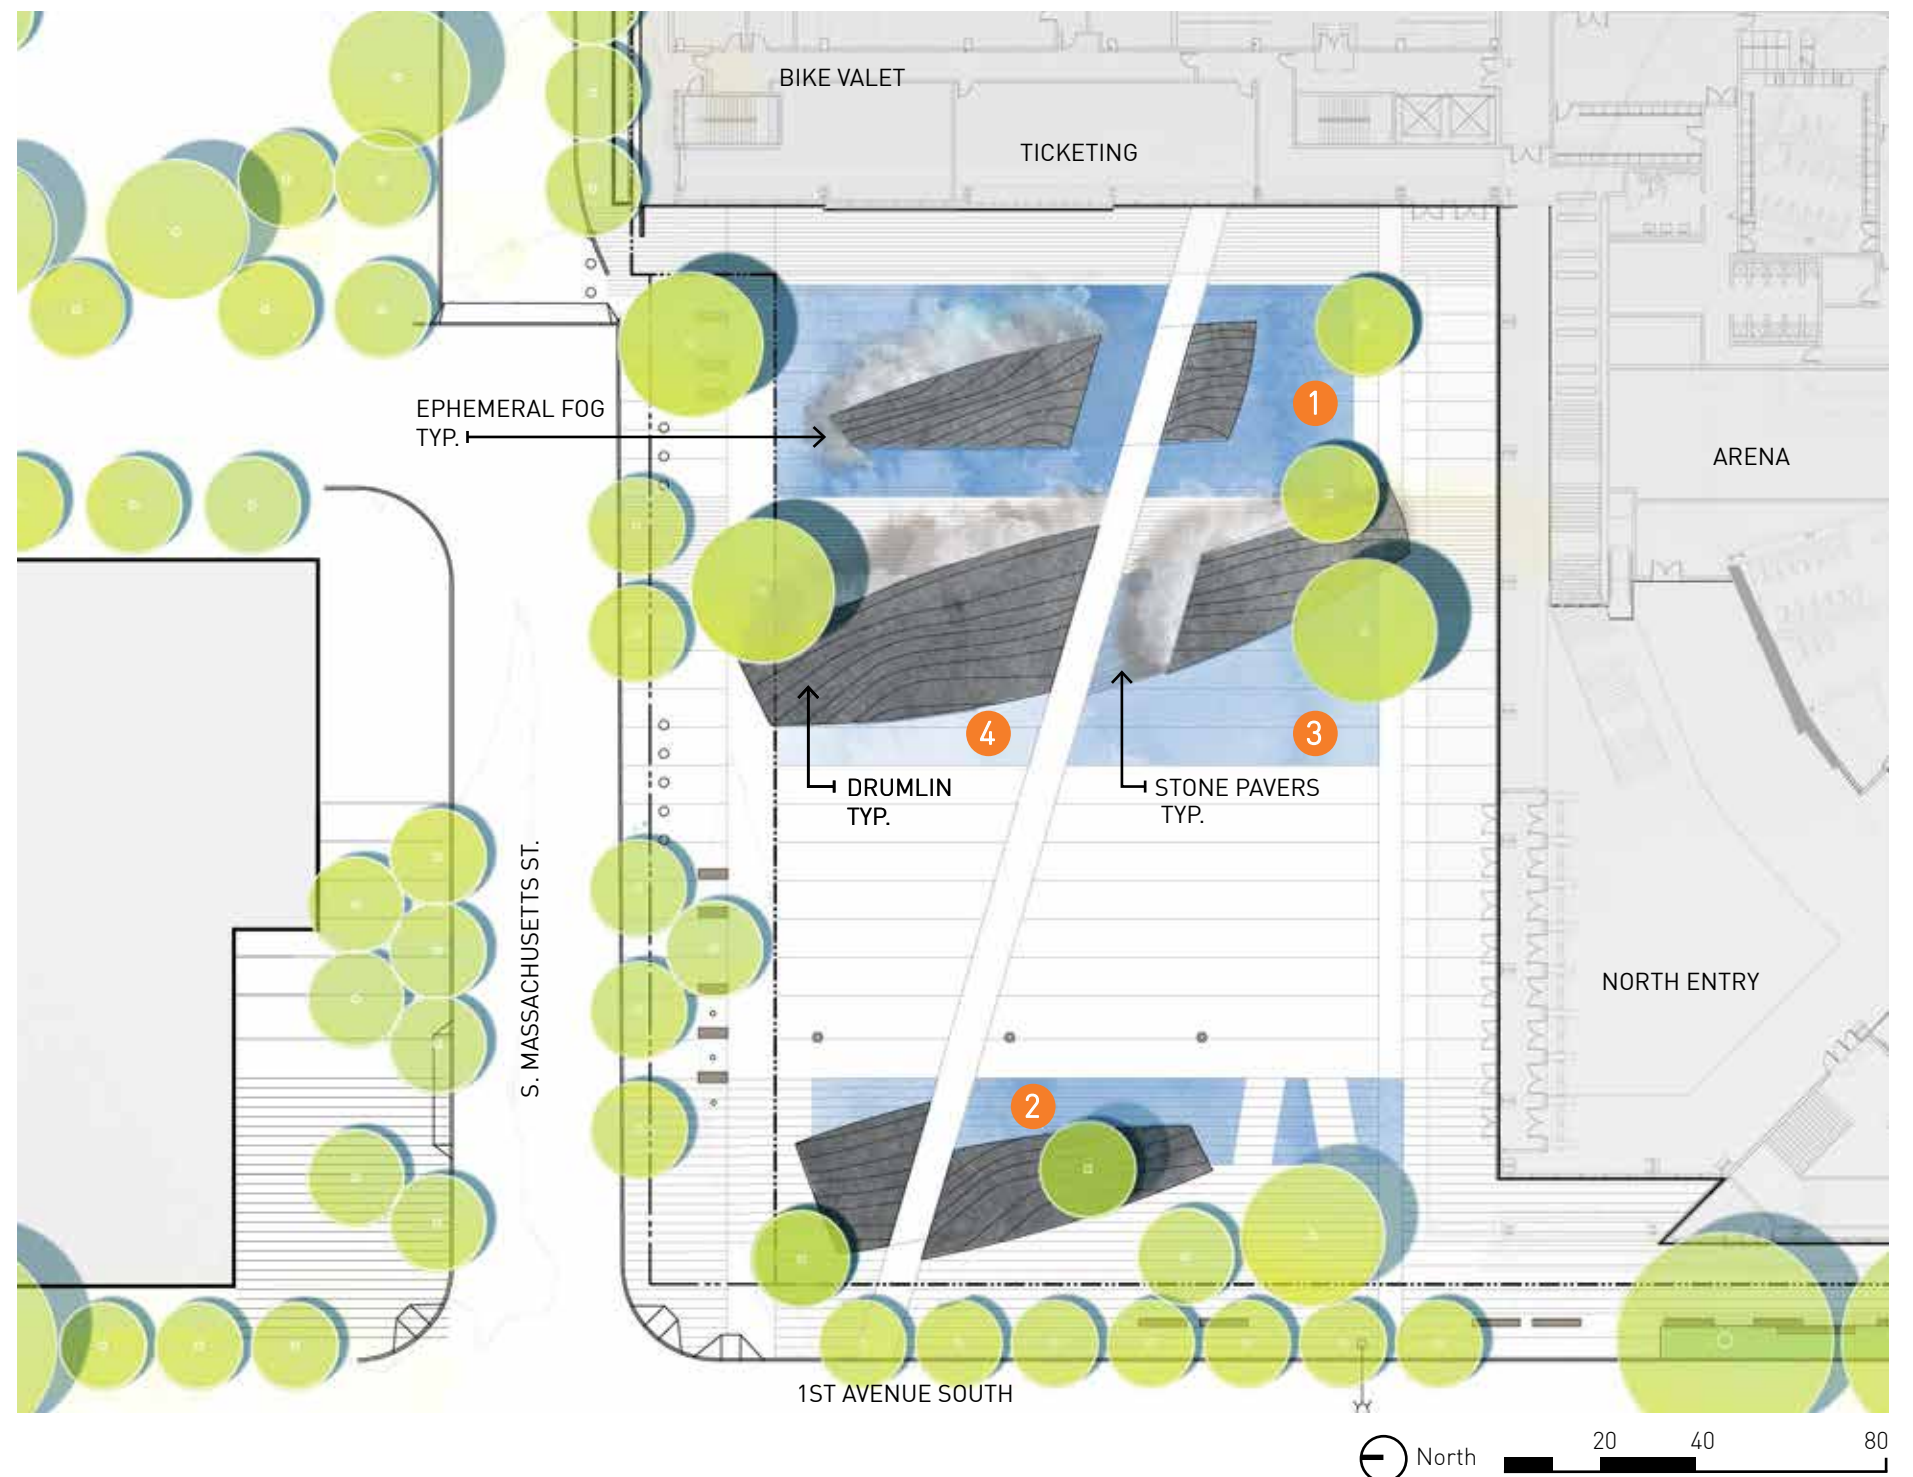 BIKE VALET
TICKETING
EPHEMERAL FOG
TYP.
1
ARENA
4
3
DRUMLIN
TYP.
STONE PAVERS
TYP.
S. MASSACHUSETTS ST.
NORTH ENTRY
2
1ST AVENUE SOUTH
North
20
40
80